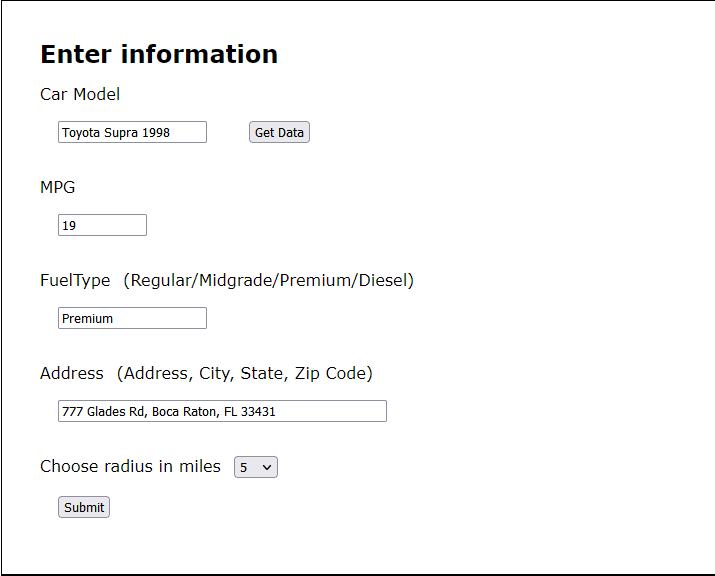 Enter information
Car Model
Toyota Supra 1998 Get Data
MPG
19
FuelType (Regular/Midgrade/Premium/Diesel)
Premium
Address (Address, City, State, Zip Code)
777 Glades Rd, Boca Raton, FL 33431
Choose radius in miles 5
Submit